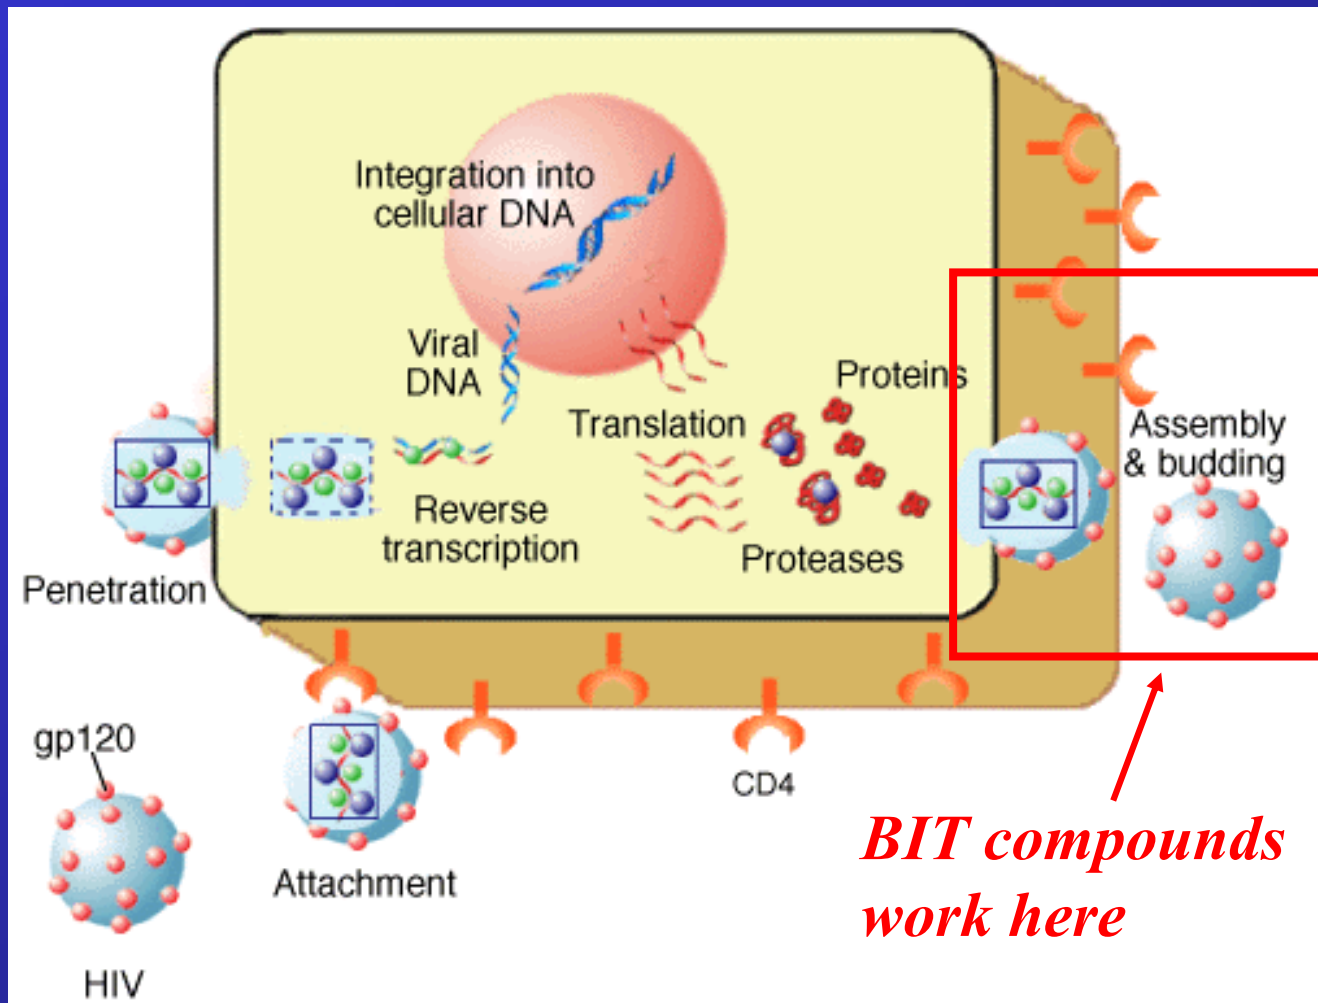 Integration into
cellular DNA
Viral
DNA
Proteins
Translation
Assembly
& budding
Reverse
transcription
Proteases
Penetration
gp120
CD4
Attachment
HIV
BIT compounds
work here